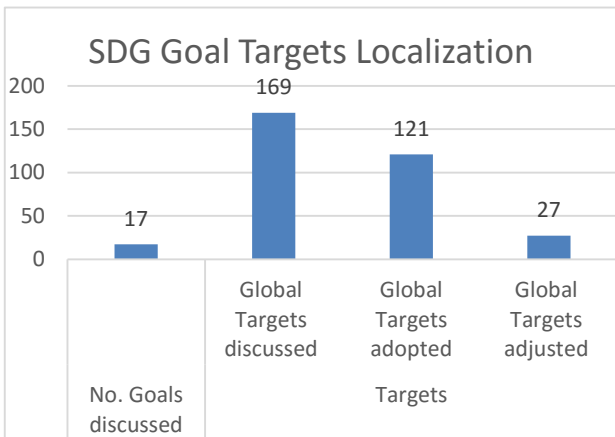 SDG Goal Targets Localization
200
150
100
50
0
17
169
121
27
Global
Targets
discussed
Global
Targets
adopted
Global
Targets
adjusted
No. Goals
discussed
Targets